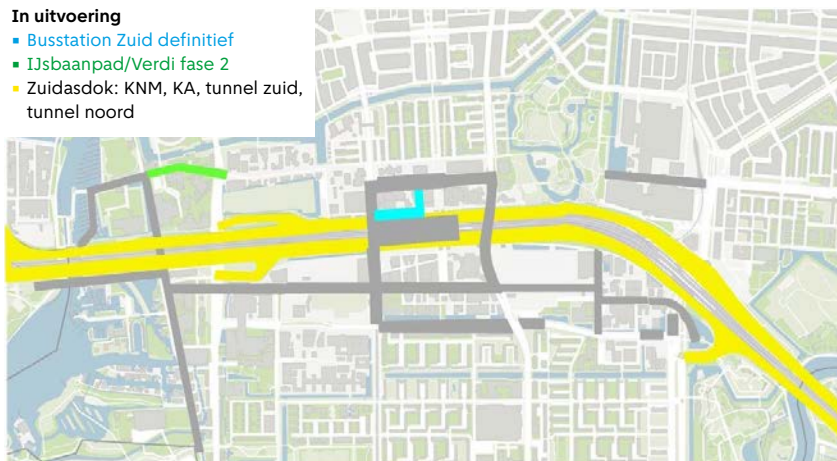 In uitvoering
▪ Busstation Zuid definitief
▪ IJsbaanpad/Verdi fase 2
▪ Zuidasdok: KNM, KA, tunnel zuid,
tunnel noord